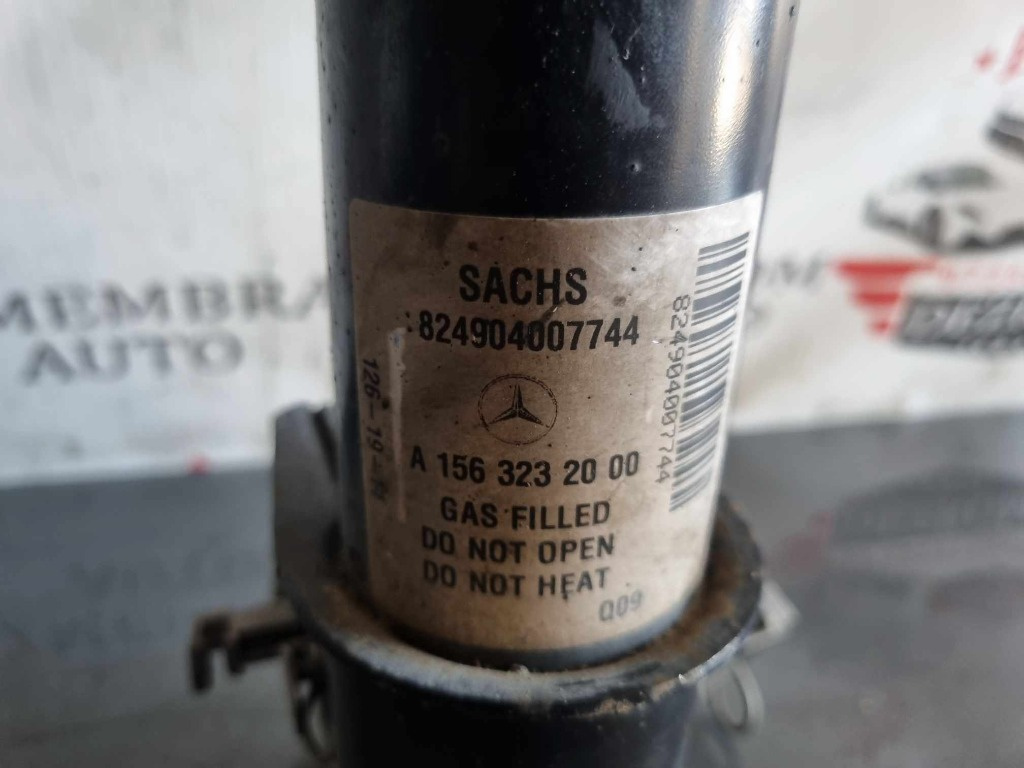 SACHS
824904007744
A 156 323 20 00
GAS FILLED
DO NOT OPEN
DO NOT HEAT
Q09
824904007744
MEMBRA
AUTO